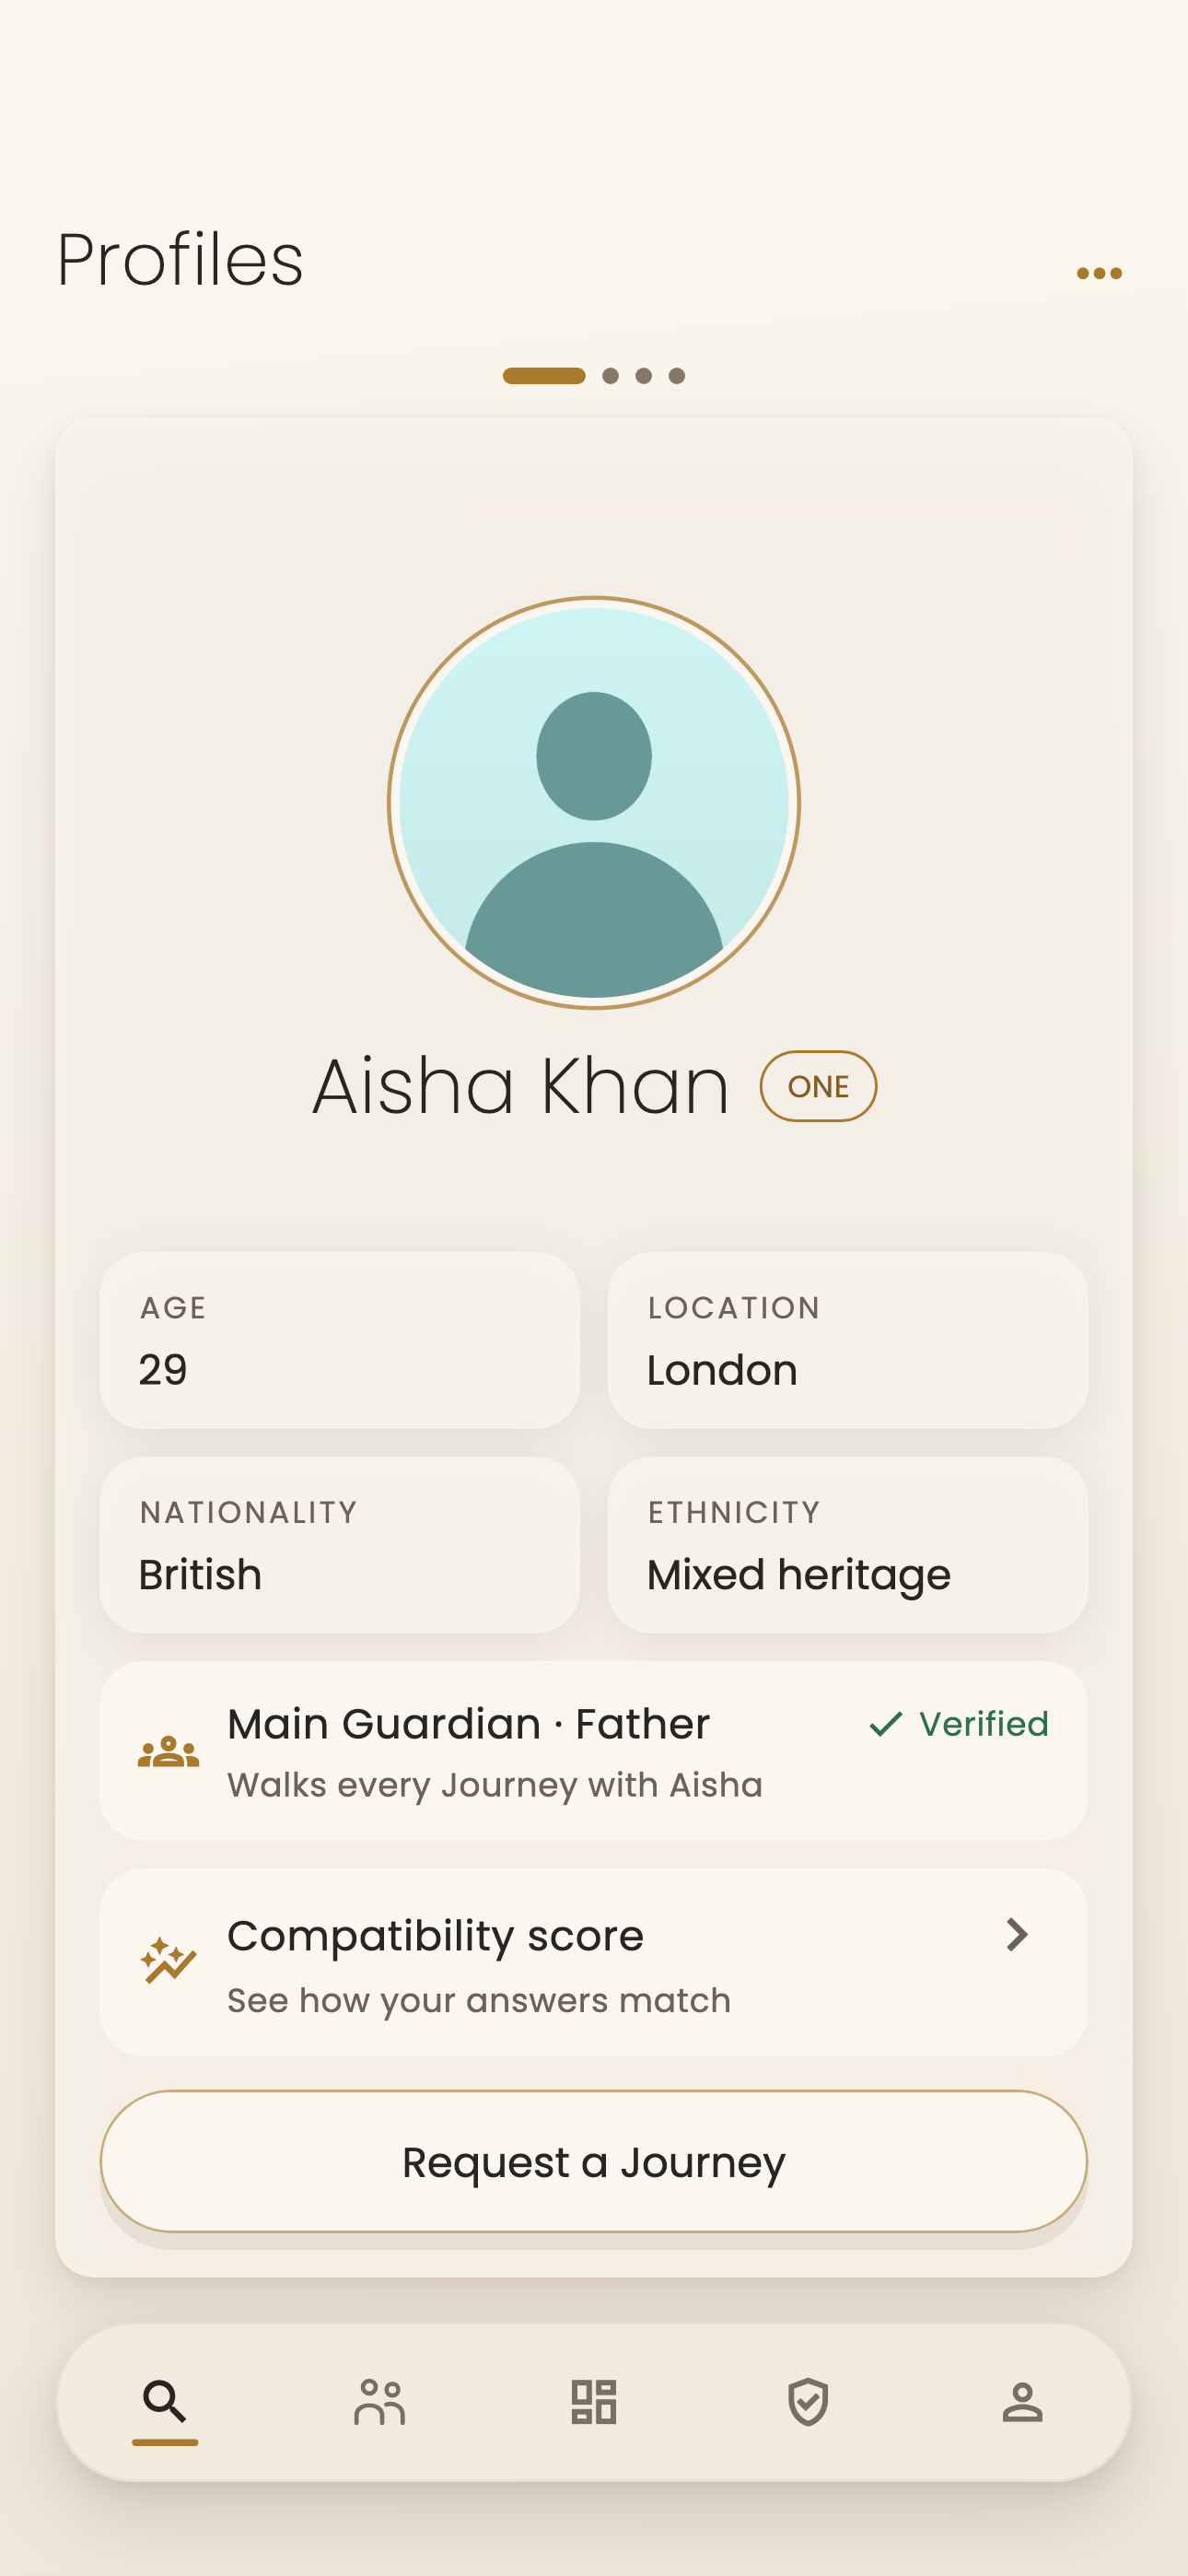 Profiles
Aisha Khan ONE
AGE
29
LOCATION
London
NATIONALITY
British
ETHNICITY
Mixed heritage
Main Guardian · Father
Verified
Walks every Journey with Aisha
Compatibility score
See how your answers match
Request a Journey